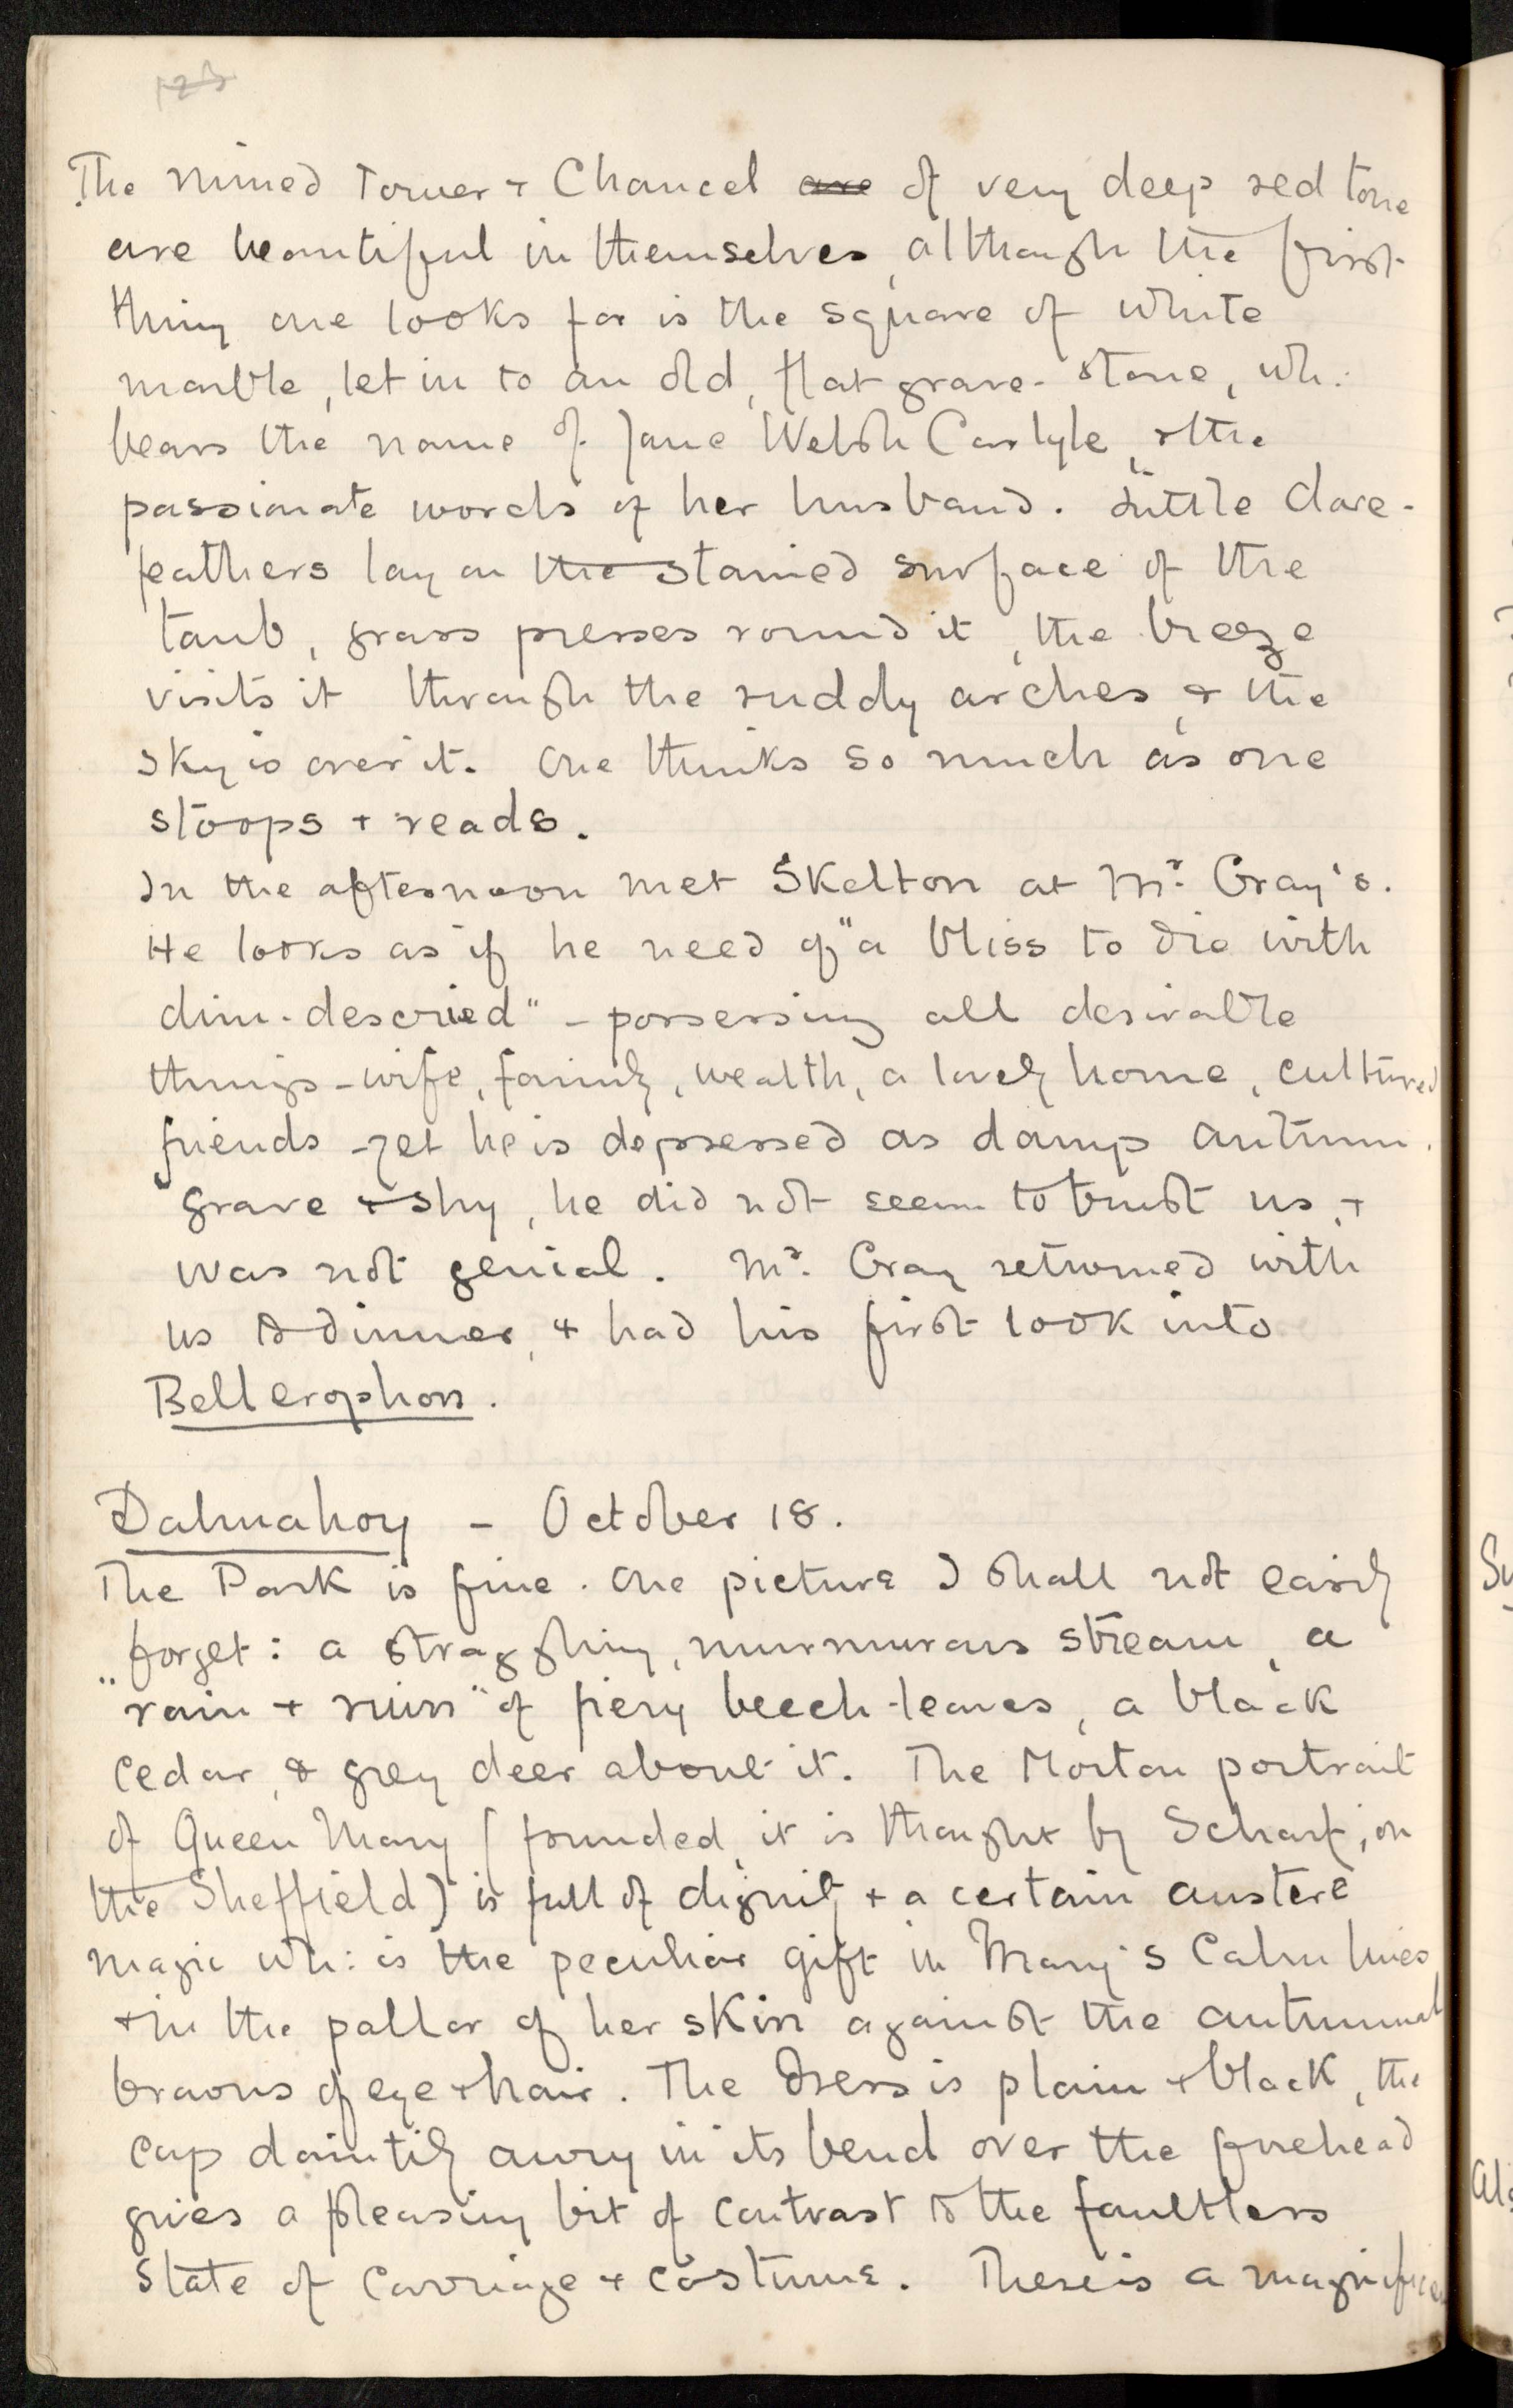 The ruined Tower + Chancel are of very deep red tone
are beautiful in themselves, although the first
thing one looks for is the square of white
marble, let in to an old, flat grave-stone, wh:
bears the name of Jane Welsh Carlyle, + the
passionate words of her husband. Little dove-
feathers lay on the stained surface of the
tomb, grass presses round it, the breeze
visits it through the ruddy arches, & the
sky is over it. One thinks so much as one
stoops + reads.
In the afternoon met Skelton at Mr. Gray's.
He looks as if he need of "a bliss to die with
dim-descried" - possessing all desirable
things - wife, family, wealth, a lovely home, cultured
friends - yet he is depressed as damp autumn.
Grave + shy, he did not seem to trust us, +
was not genial. Mr. Gray returned with
us to dinner, & had his first look into
Bellerophon.
Dalmahoy - October 18.
The Park is fine. One picture I shall not easily
forget: a straggling, murmurous stream, a
"rain + ruin" of fiery beech-leaves, a black
cedar, & grey deer about it. The Morton portrait
of Queen Mary (founded, it is thought by Scharf, on
the Sheffield) is full of dignity + a certain austere
magic wh: is the peculiar gift in Mary's calm lines
+ in the pallor of her skin against the autumnal
browns of eye + hair. The dress is plain + black, the
cap daintily awry in its bend over the forehead
gives a pleasing bit of contrast to the faultless
state of carriage + costume. There is a